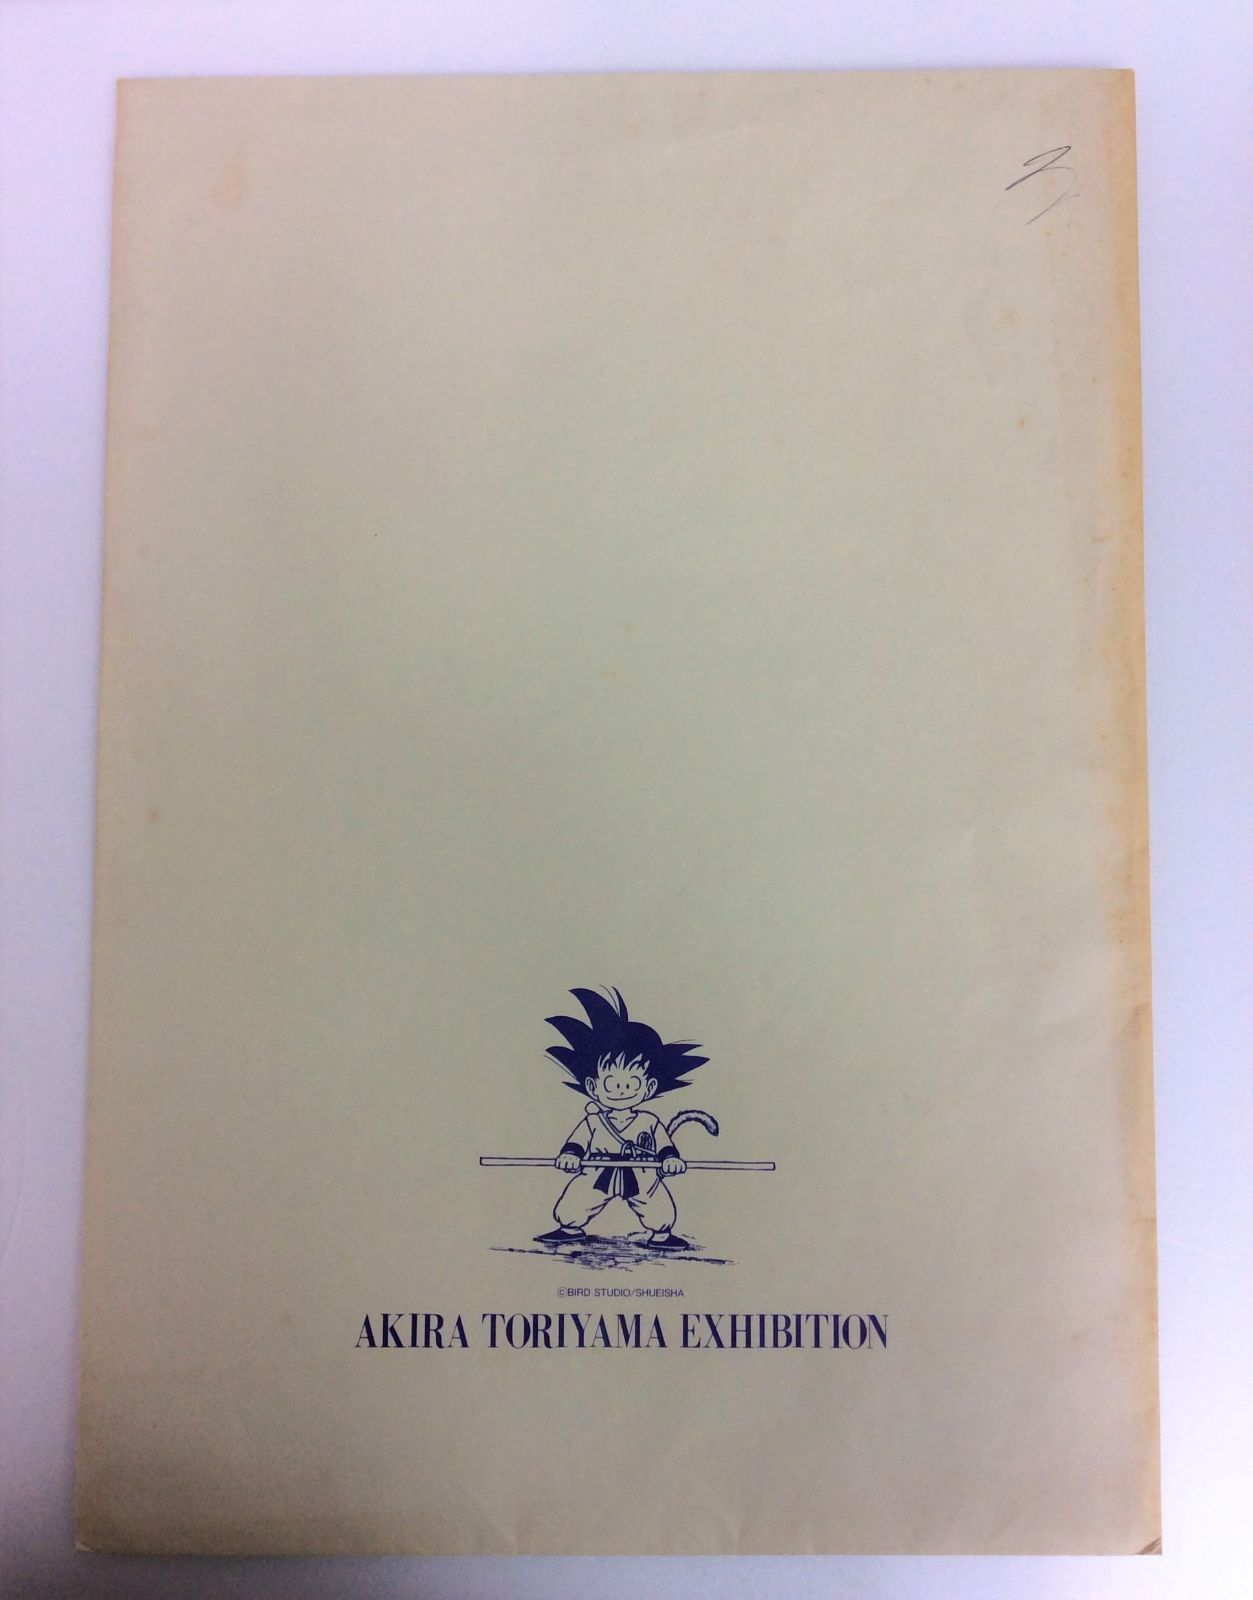 ©BIRD STUDIO/SHUEISHA
AKIRA TORIYAMA EXHIBITION